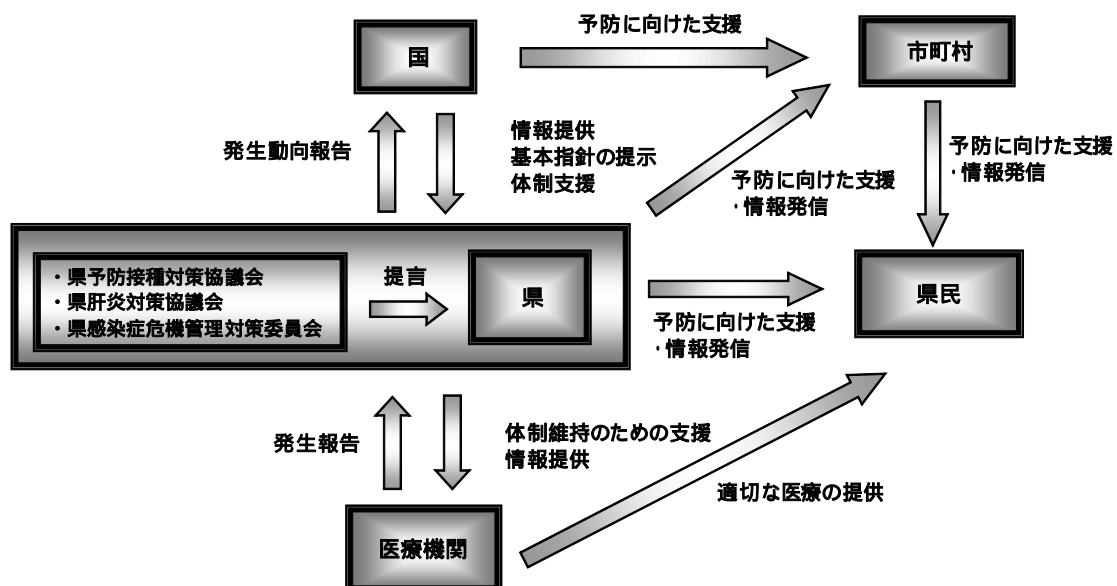 予防に向けた支援
国
市町村
発生動向報告
情報提供
基本指針の提示
体制支援
予防に向けた支援
・情報発信
予防に向けた支援
・情報発信
・県予防接種対策協議会
・県肝炎対策協議会
・県感染症危機管理対策委員会
提言
県
県民
予防に向けた支援
・情報発信
発生報告
体制維持のための支援
情報提供
適切な医療の提供
医療機関